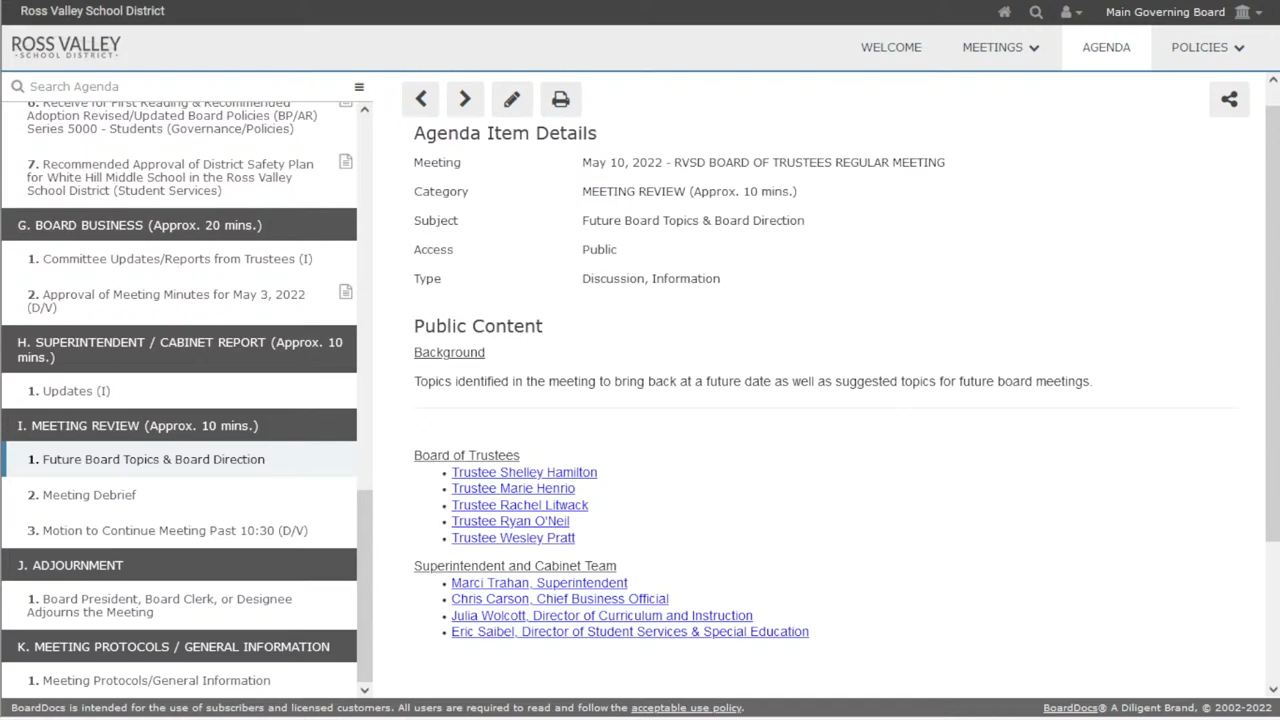 Ross Valley School District
Main Governing Board
ROSS VALLEY
SCHOOL DISTRICT
WELCOME
MEETINGS
AGENDA
POLICIES
Search Agenda
6. Receive for First Reading & Recommended
Adoption Revised/Updated Board Policies (BP/AR)
Series 5000 - Students (Governance/Policies)
7. Recommended Approval of District Safety Plan
for White Hill Middle School in the Ross Valley
School District (Student Services)
G. BOARD BUSINESS (Approx. 20 mins.)
1. Committee Updates/Reports from Trustees (I)
2. Approval of Meeting Minutes for May 3, 2022
(D/V)
H. SUPERINTENDENT / CABINET REPORT (Approx. 10
mins.)
1. Updates (I)
I. MEETING REVIEW (Approx. 10 mins.)
1. Future Board Topics & Board Direction
2. Meeting Debrief
3. Motion to Continue Meeting Past 10:30 (D/V)
J. ADJOURNMENT
1. Board President, Board Clerk, or Designee
Adjourns the Meeting
K. MEETING PROTOCOLS / GENERAL INFORMATION
1. Meeting Protocols/General Information
Agenda Item Details
Meeting May 10, 2022 - RVSD BOARD OF TRUSTEES REGULAR MEETING
Category MEETING REVIEW (Approx. 10 mins.)
Subject Future Board Topics & Board Direction
Access Public
Type Discussion, Information
Public Content
Background
Topics identified in the meeting to bring back at a future date as well as suggested topics for future board meetings.
Board of Trustees
• Trustee Shelley Hamilton
• Trustee Marie Henrio
• Trustee Rachel Litwack
• Trustee Ryan O'Neil
• Trustee Wesley Pratt
Superintendent and Cabinet Team
• Marci Trahan, Superintendent
• Chris Carson, Chief Business Official
• Julia Wolcott, Director of Curriculum and Instruction
• Eric Saibel, Director of Student Services & Special Education
BoardDocs is intended for the use of subscribers and licensed customers. All users are required to read and follow the acceptable use policy.
BoardDocs® A Diligent Brand, © 2002-2022